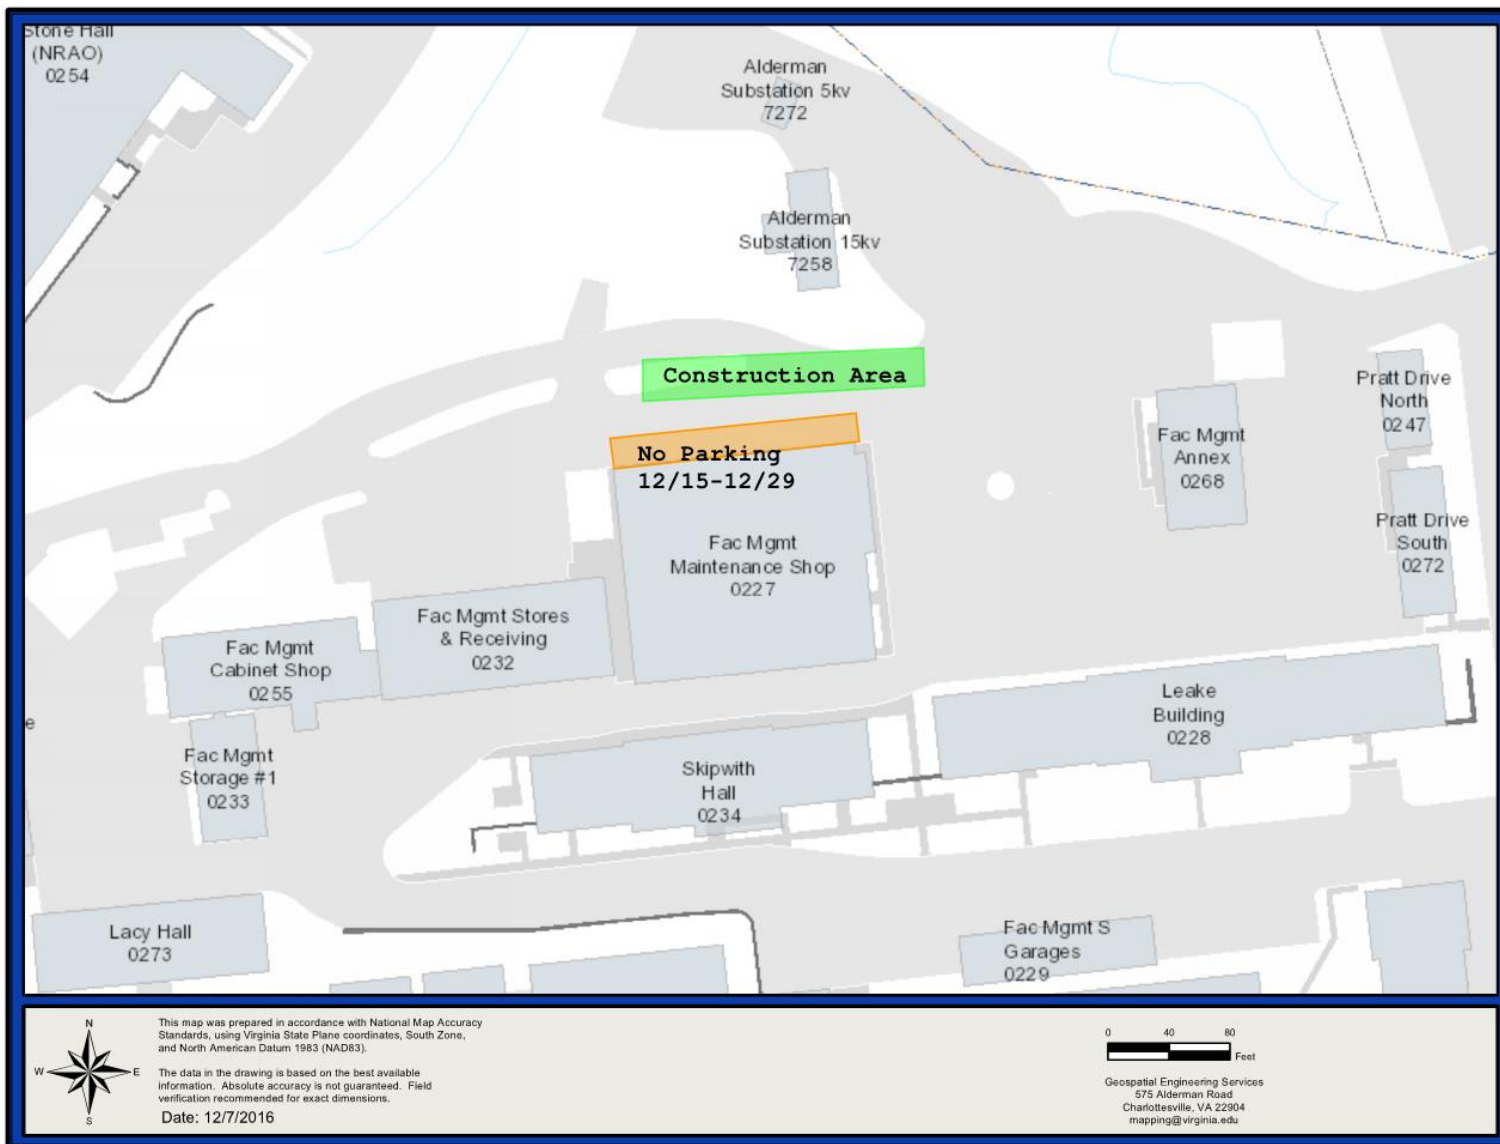 Stone Hall
(NRAO)
0254
Alderman
Substation 5kv
7272
Alderman
Substation 15kv
7258
Construction Area
No Parking
12/15-12/29
Pratt Drive
North
0247
Fac Mgmt
Annex
0268
Pratt Drive
South
0272
Fac Mgmt
Maintenance Shop
0227
Fac Mgmt Stores
& Receiving
0232
Fac Mgmt
Cabinet Shop
0255
e
Leake
Building
0228
Fac Mgmt
Storage #1
0233
Skipwith
Hall
0234
Lacy Hall
0273
Fac Mgmt S
Garages
0229
N
W E
S
This map was prepared in accordance with National Map Accuracy
Standards, using Virginia State Plane coordinates, South Zone,
and North American Datum 1983 (NAD83).
The data in the drawing is based on the best available
information. Absolute accuracy is not guaranteed. Field
verification recommended for exact dimensions.
Date: 12/7/2016
0 40 80
Feet
Geospatial Engineering Services
575 Alderman Road
Charlottesville, VA 22904
mapping@virginia.edu